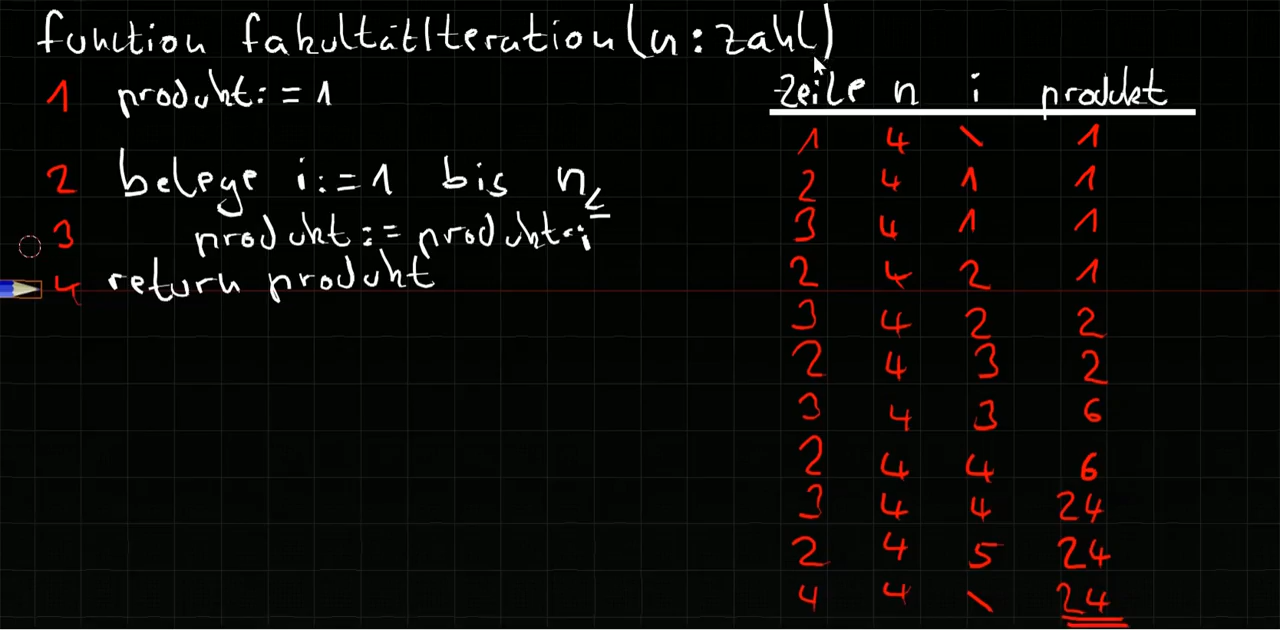 function fakultätIteration(n:zahl)
1 produkt:=1
2 belege i:=1 bis n
3 produkt:=produkt·i
4 return produkt
zeile n i produkt
1 4 \ 1
2 4 1 1
3 4 1 1
2 4 2 1
3 4 2 2
2 4 3 2
3 4 3 6
2 4 4 6
3 4 4 24
2 4 5 24
4 4 \ 24